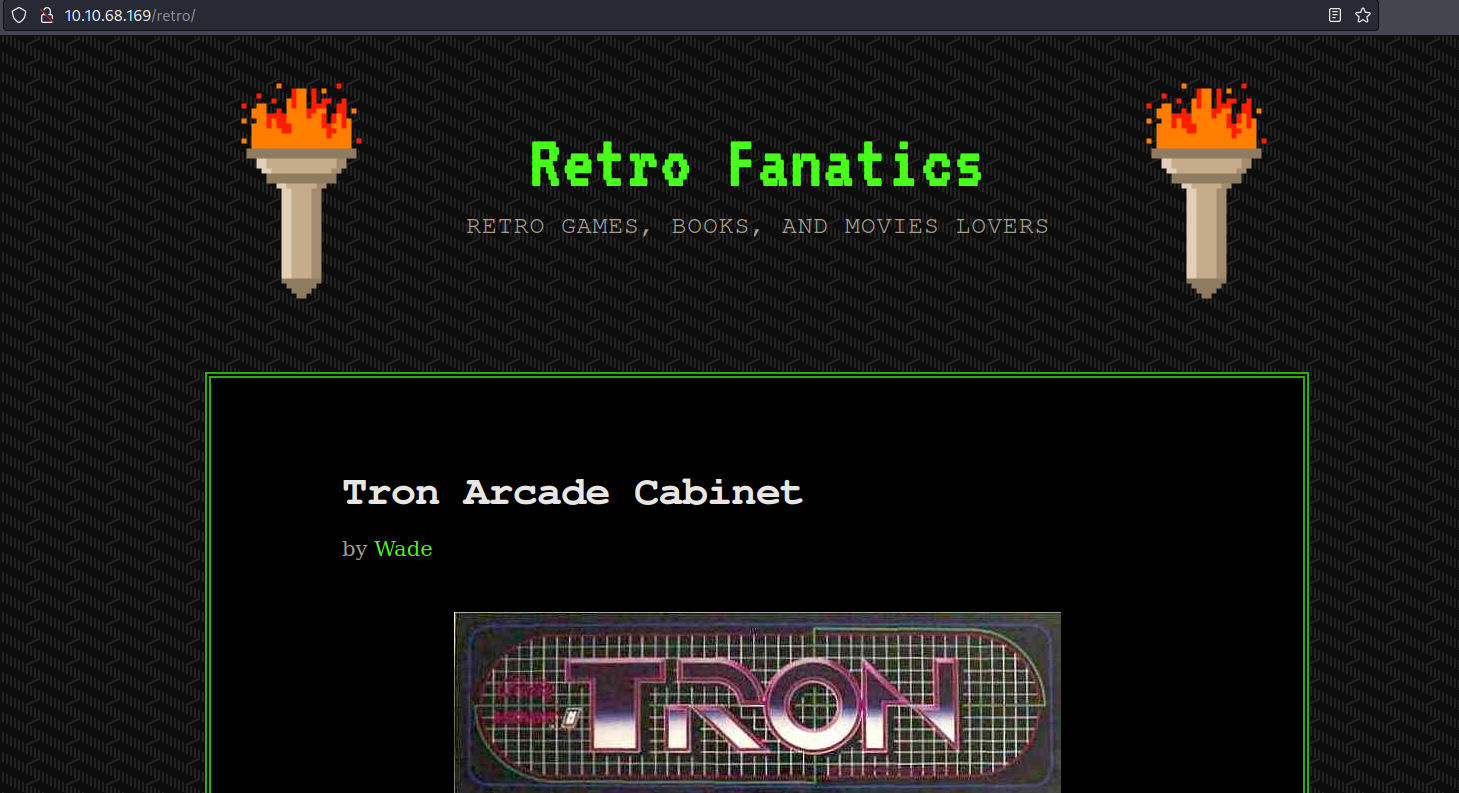 10.10.68.169/retro/
Retro Fanatics
RETRO GAMES, BOOKS, AND MOVIES LOVERS
Tron Arcade Cabinet
by Wade
TRON